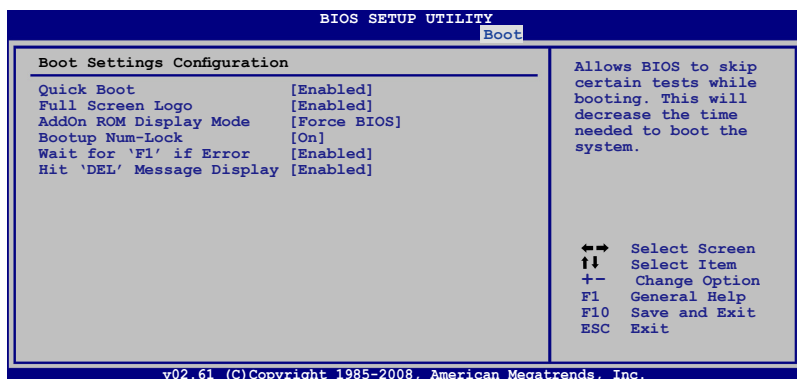 BIOS SETUP UTILITY
Boot
Boot Settings Configuration
Quick Boot [Enabled]
Full Screen Logo [Enabled]
AddOn ROM Display Mode [Force BIOS]
Bootup Num-Lock [On]
Wait for ‘F1’ if Error [Enabled]
Hit ‘DEL’ Message Display [Enabled]
Allows BIOS to skip
certain tests while
booting. This will
decrease the time
needed to boot the
system.
←→ Select Screen
↑↓ Select Item
+- Change Option
F1 General Help
F10 Save and Exit
ESC Exit
v02.61 (C)Copyright 1985-2008, American Megatrends, Inc.